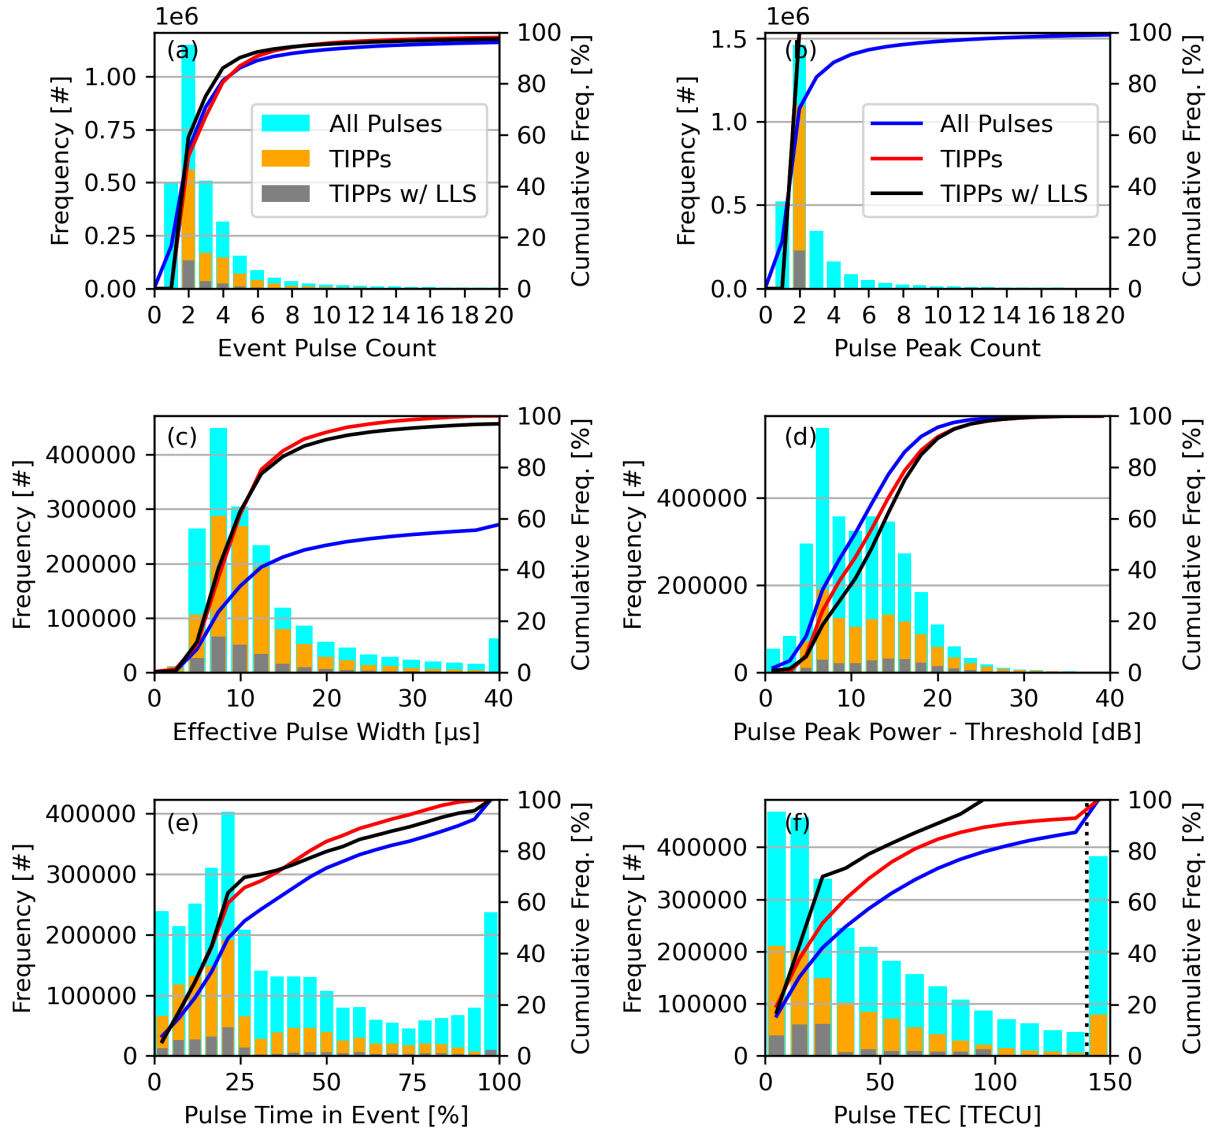 1e6
(a)
Frequency [#]
1.00
0.75
0.50
0.25
0.00
All Pulses
TIPPs
TIPPs w/ LLS
100
80
60
40
20
0
Cumulative Freq. [%]
0 2 4 6 8 10 12 14 16 18 20
Event Pulse Count
1e6
(b)
Frequency [#]
1.5
1.0
0.5
0.0
All Pulses
TIPPs
TIPPs w/ LLS
100
80
60
40
20
0
Cumulative Freq. [%]
0 2 4 6 8 10 12 14 16 18 20
Pulse Peak Count
(c)
Frequency [#]
400000
300000
200000
100000
0
100
80
60
40
20
0
Cumulative Freq. [%]
0 10 20 30 40
Effective Pulse Width [µs]
(d)
Frequency [#]
400000
200000
0
100
80
60
40
20
0
Cumulative Freq. [%]
0 10 20 30 40
Pulse Peak Power - Threshold [dB]
(e)
Frequency [#]
400000
300000
200000
100000
0
100
80
60
40
20
0
Cumulative Freq. [%]
0 25 50 75 100
Pulse Time in Event [%]
(f)
Frequency [#]
400000
300000
200000
100000
0
100
80
60
40
20
0
Cumulative Freq. [%]
0 50 100 150
Pulse TEC [TECU]